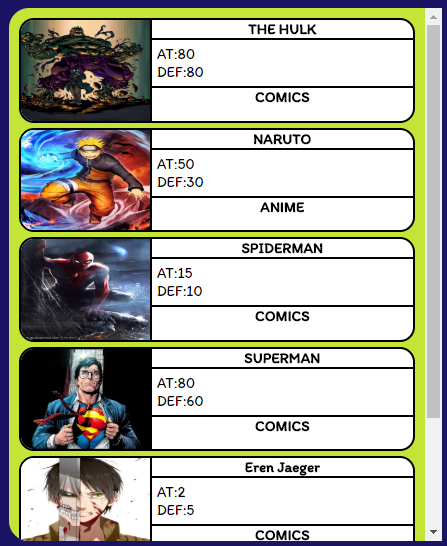 THE HULK
AT:80
DEF:80
COMICS
NARUTO
AT:50
DEF:30
ANIME
SPIDERMAN
AT:15
DEF:10
COMICS
SUPERMAN
AT:80
DEF:60
COMICS
Eren Jaeger
AT:2
DEF:5
COMICS